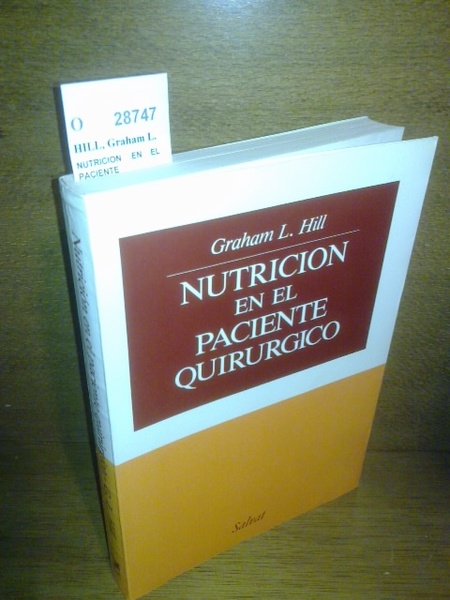 O 28747
HILL, Graham L.
NUTRICION EN EL
PACIENTE
Graham L. Hill
NUTRICION
EN EL
PACIENTE
QUIRURGICO
Salvat